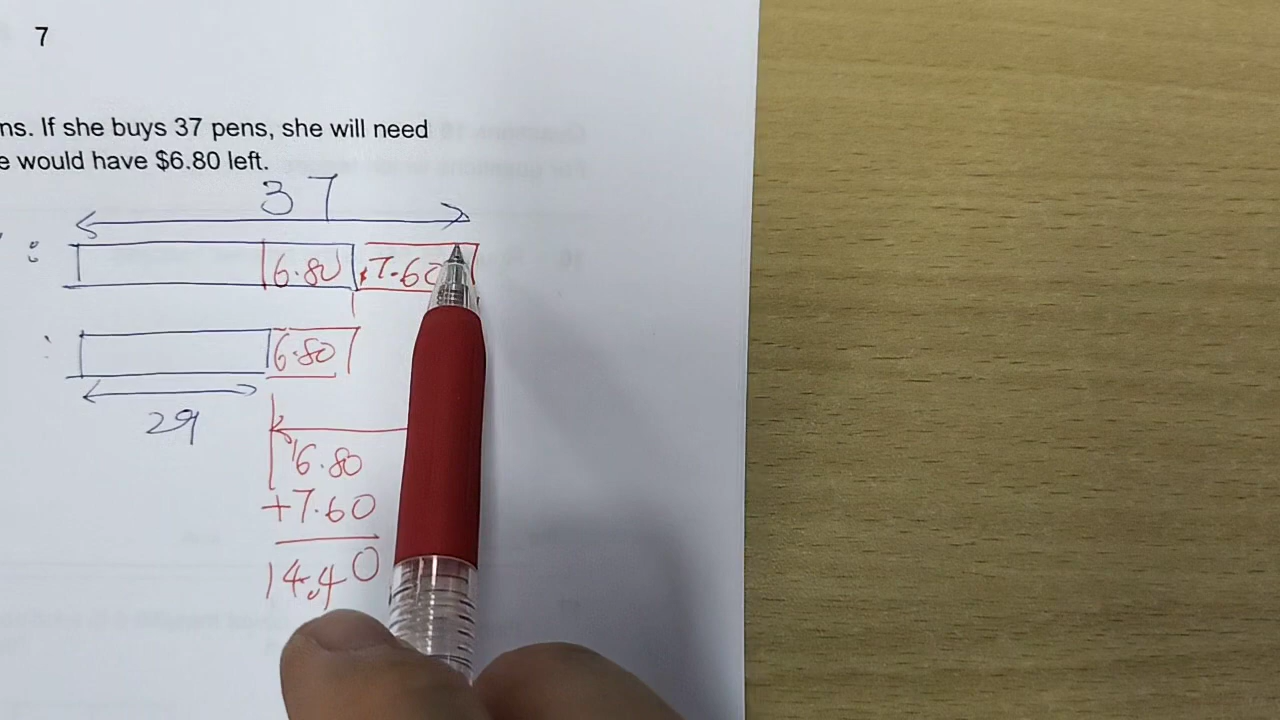 7
ns. If she buys 37 pens, she will need
e would have $6.80 left.
37
: 6.80 7.60
: 6.80
29
6.80
+7.60
14.40